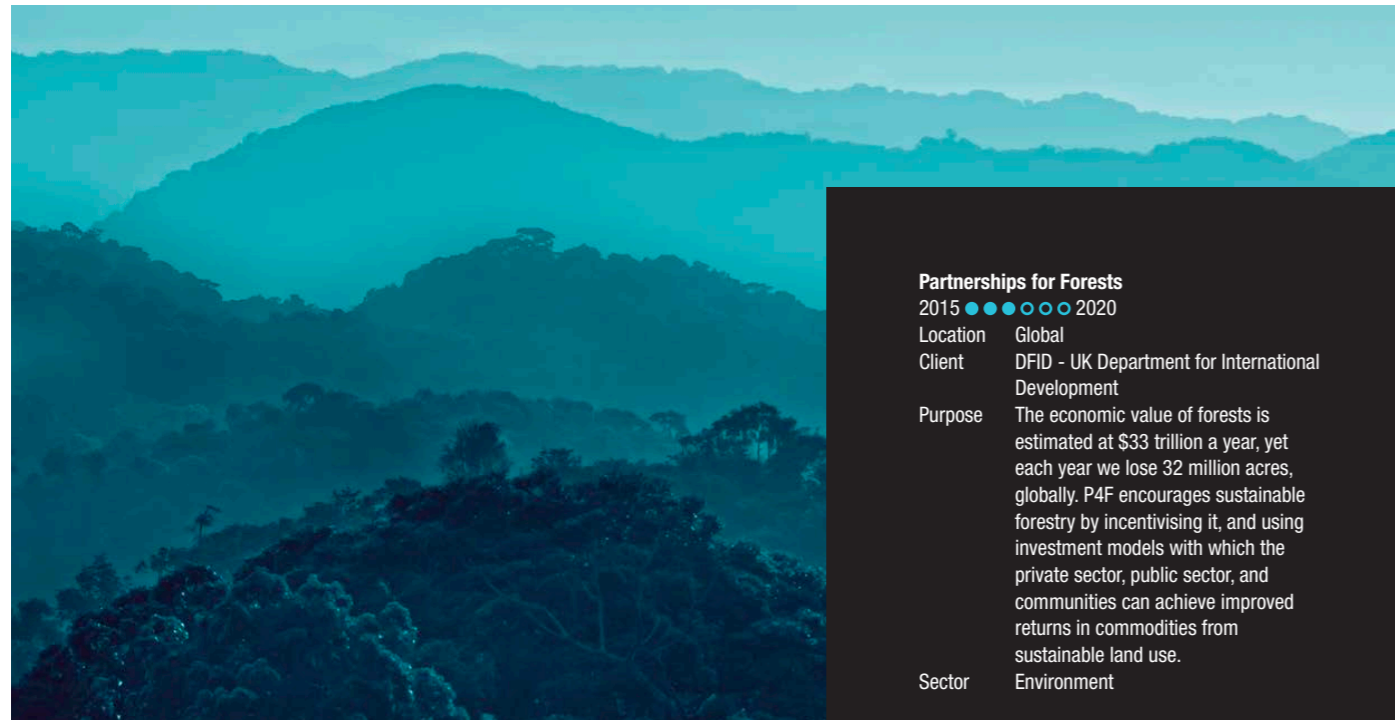 Partnerships for Forests
2015 ●●●○○○ 2020
Location Global
Client DFID - UK Department for International
Development
Purpose The economic value of forests is
estimated at $33 trillion a year, yet
each year we lose 32 million acres,
globally. P4F encourages sustainable
forestry by incentivising it, and using
investment models with which the
private sector, public sector, and
communities can achieve improved
returns in commodities from
sustainable land use.
Sector Environment